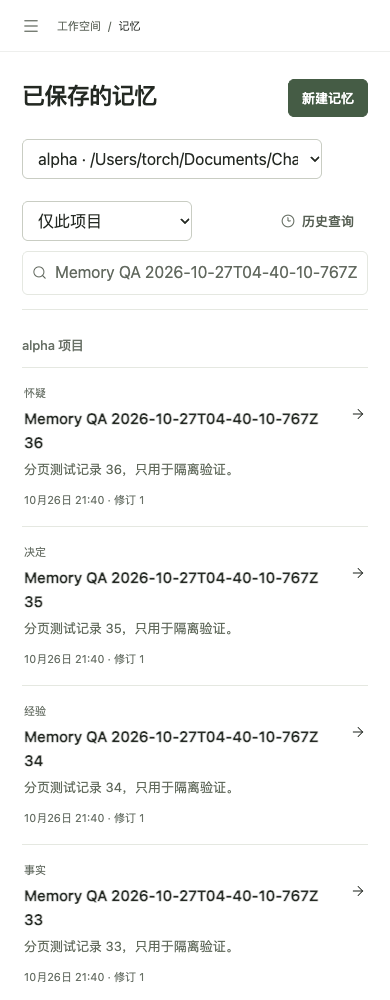 工作空间 / 记忆
已保存的记忆
新建记忆
alpha · /Users/torch/Documents/Cha
仅此项目
历史查询
Memory QA 2026-10-27T04-40-10-767Z
alpha 项目
怀疑
Memory QA 2026-10-27T04-40-10-767Z
36
分页测试记录 36，只用于隔离验证。
10月26日 21:40 · 修订 1
决定
Memory QA 2026-10-27T04-40-10-767Z
35
分页测试记录 35，只用于隔离验证。
10月26日 21:40 · 修订 1
经验
Memory QA 2026-10-27T04-40-10-767Z
34
分页测试记录 34，只用于隔离验证。
10月26日 21:40 · 修订 1
事实
Memory QA 2026-10-27T04-40-10-767Z
33
分页测试记录 33，只用于隔离验证。
10月26日 21:40 · 修订 1